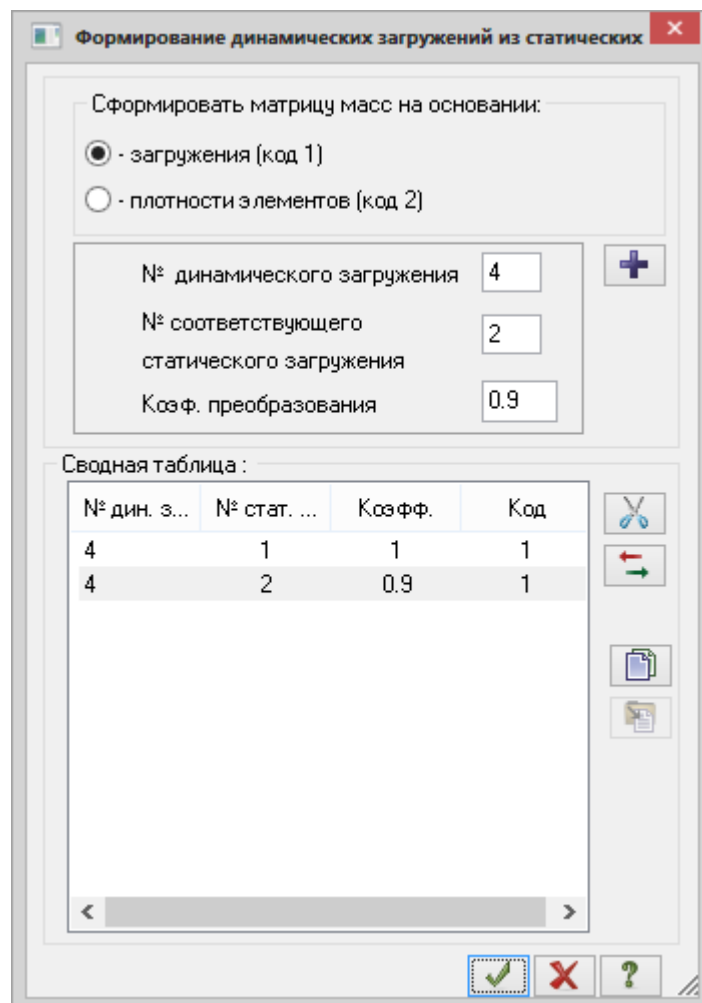 Формирование динамических загружений из статических
Сформировать матрицу масс на основании:
- загружения (код 1)
- плотности элементов (код 2)
№ динамического загружения 4
№ соответствующего
статического загружения 2
Коэф. преобразования 0.9
Сводная таблица :
№ дин. з... № стат. ... Коэфф. Код
4 1 1 1
4 2 0.9 1